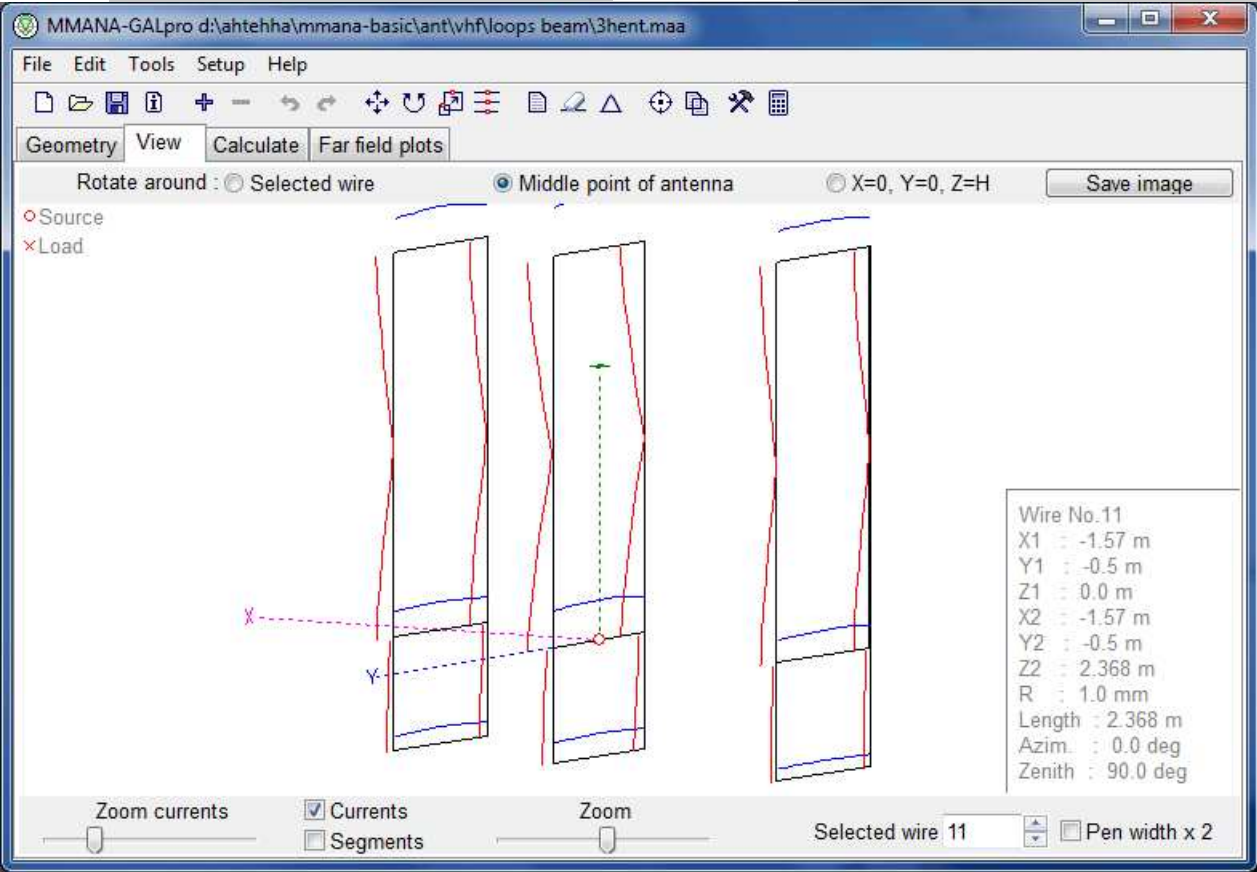 MMANA-GALpro d:\ahtehha\mmana-basic\ant\vhf\loops beam\3hent.maa
File Edit Tools Setup Help
Geometry View Calculate Far field plots
Rotate around : Selected wire Middle point of antenna X=0, Y=0, Z=H Save image
Source
Load
X
Y
Wire No.11
X1 : -1.57 m
Y1 : -0.5 m
Z1 : 0.0 m
X2 : -1.57 m
Y2 : -0.5 m
Z2 : 2.368 m
R : 1.0 mm
Length : 2.368 m
Azim. : 0.0 deg
Zenith : 90.0 deg
Zoom currents Currents Zoom
Segments Selected wire 11 Pen width x 2